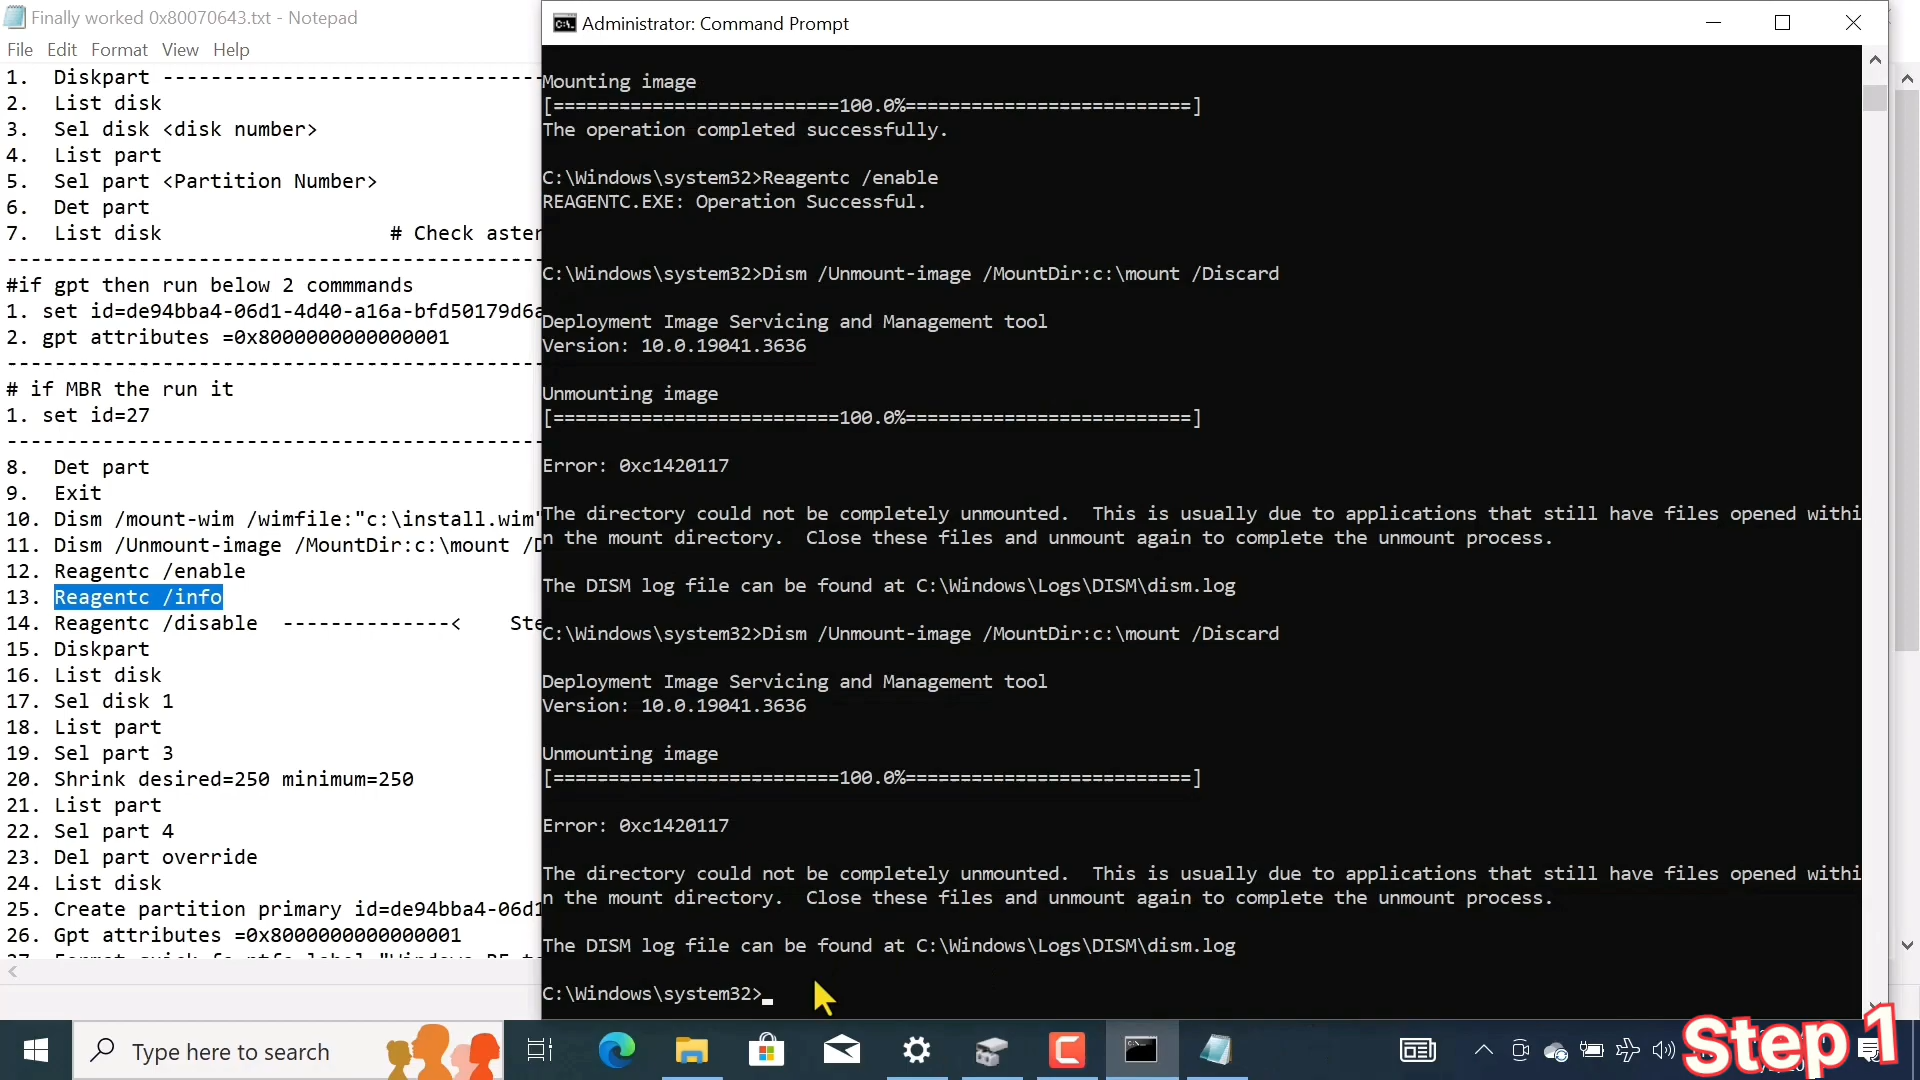 Finally worked 0x80070643.txt - Notepad
File Edit Format View Help
1. Diskpart ----------------------------------
2. List disk
3. Sel disk <disk number>
4. List part
5. Sel part <Partition Number>
6. Det part
7. List disk # Check aster
---------------------------------------------
#if gpt then run below 2 commmands
1. set id=de94bba4-06d1-4d40-a16a-bfd50179d6a
2. gpt attributes =0x8000000000000001
---------------------------------------------
# if MBR the run it
1. set id=27
---------------------------------------------
8. Det part
9. Exit
10. Dism /mount-wim /wimfile:"c:\install.wim"
11. Dism /Unmount-image /MountDir:c:\mount /D
12. Reagentc /enable
13. Reagentc /info
14. Reagentc /disable --------------< Ste
15. Diskpart
16. List disk
17. Sel disk 1
18. List part
19. Sel part 3
20. Shrink desired=250 minimum=250
21. List part
22. Sel part 4
23. Del part override
24. List disk
25. Create partition primary id=de94bba4-06d1
26. Gpt attributes =0x8000000000000001
Administrator: Command Prompt
Mounting image
[==========================100.0%==========================]
The operation completed successfully.
C:\Windows\system32>Reagentc /enable
REAGENTC.EXE: Operation Successful.
C:\Windows\system32>Dism /Unmount-image /MountDir:c:\mount /Discard
Deployment Image Servicing and Management tool
Version: 10.0.19041.3636
Unmounting image
[==========================100.0%==========================]
Error: 0xc1420117
The directory could not be completely unmounted.  This is usually due to applications that still have files opened withi
n the mount directory.  Close these files and unmount again to complete the unmount process.
The DISM log file can be found at C:\Windows\Logs\DISM\dism.log
C:\Windows\system32>Dism /Unmount-image /MountDir:c:\mount /Discard
Deployment Image Servicing and Management tool
Version: 10.0.19041.3636
Unmounting image
[==========================100.0%==========================]
Error: 0xc1420117
The directory could not be completely unmounted.  This is usually due to applications that still have files opened withi
n the mount directory.  Close these files and unmount again to complete the unmount process.
The DISM log file can be found at C:\Windows\Logs\DISM\dism.log
C:\Windows\system32>
Type here to search
Step 1